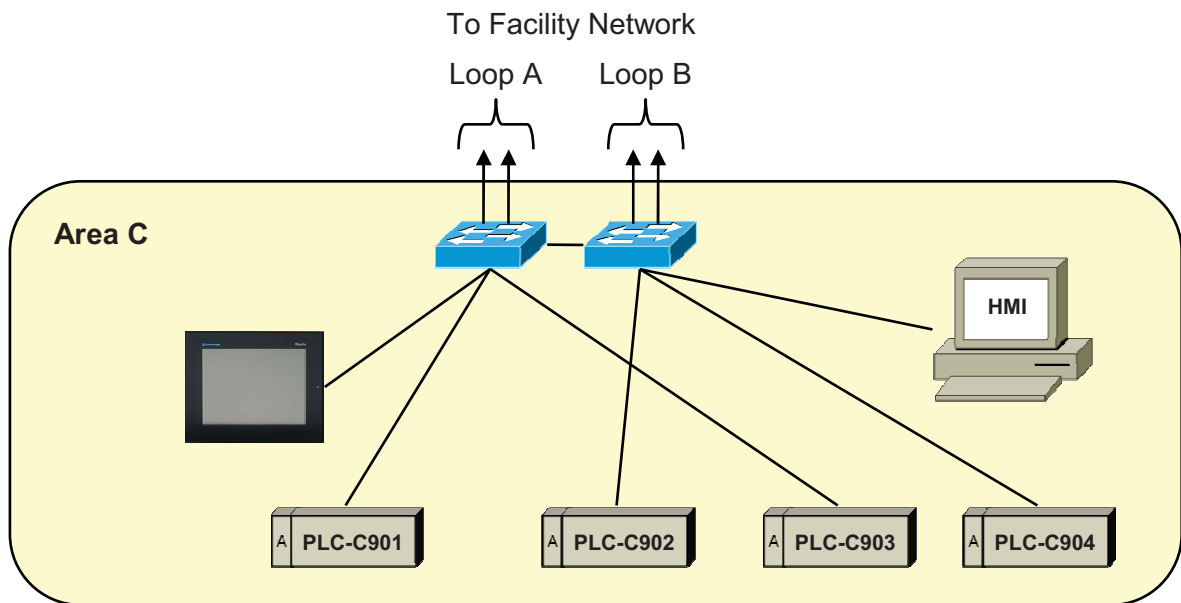 To Facility Network
Loop A
Loop B
Area C
HMI
A PLC-C901
A PLC-C902
A PLC-C903
A PLC-C904